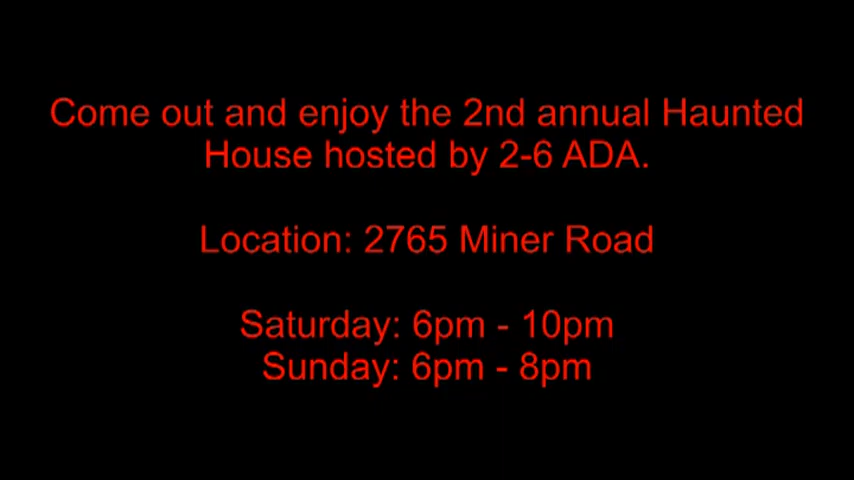 Come out and enjoy the 2nd annual Haunted
House hosted by 2-6 ADA.
Location: 2765 Miner Road
Saturday: 6pm - 10pm
Sunday: 6pm - 8pm